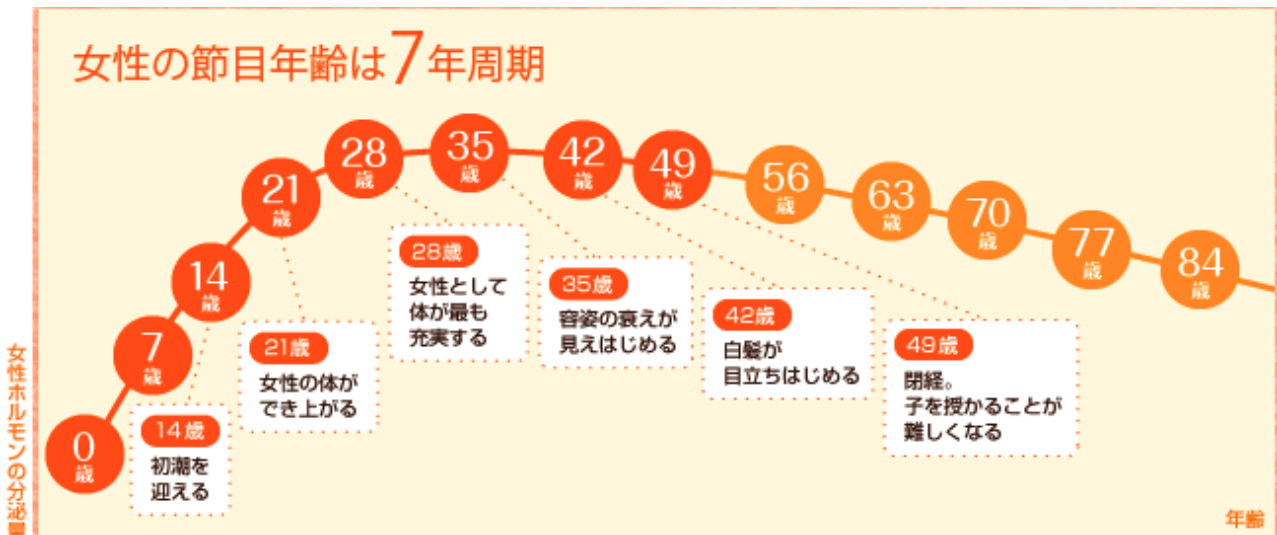 女性の節目年齢は7年周期
0
歳
7
歳
14
歳
21
歳
28
歳
35
歳
42
歳
49
歳
56
歳
63
歳
70
歳
77
歳
84
歳
14歳
初潮を
迎える
21歳
女性の体が
でき上がる
28歳
女性として
体が最も
充実する
35歳
容姿の衰えが
見えはじめる
42歳
白髪が
目立ちはじめる
49歳
閉経。
子を授かることが
難しくなる
女性ホルモンの分泌量
年齢